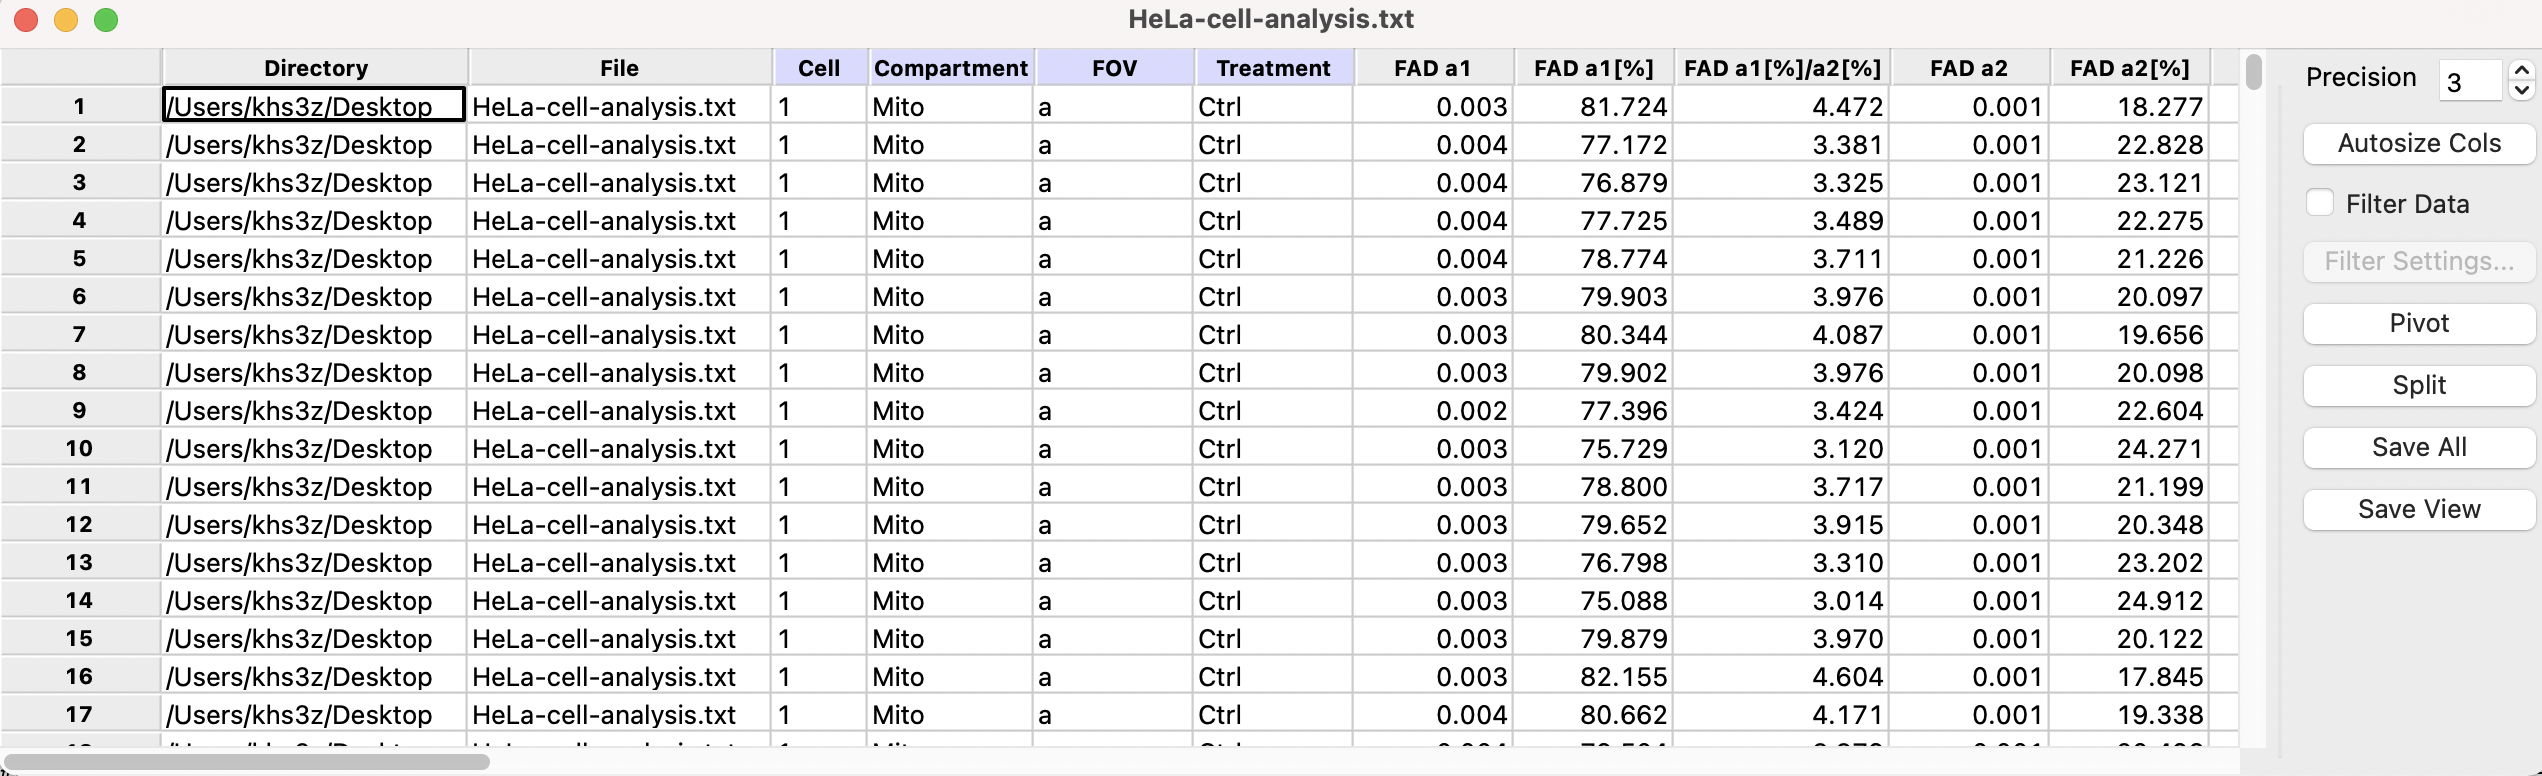 HeLa-cell-analysis.txt
Directory File Cell Compartment FOV Treatment FAD a1 FAD a1[%] FAD a1[%]/a2[%] FAD a2 FAD a2[%]
1 /Users/khs3z/Desktop HeLa-cell-analysis.txt 1 Mito a Ctrl 0.003 81.724 4.472 0.001 18.277
2 /Users/khs3z/Desktop HeLa-cell-analysis.txt 1 Mito a Ctrl 0.004 77.172 3.381 0.001 22.828
3 /Users/khs3z/Desktop HeLa-cell-analysis.txt 1 Mito a Ctrl 0.004 76.879 3.325 0.001 23.121
4 /Users/khs3z/Desktop HeLa-cell-analysis.txt 1 Mito a Ctrl 0.004 77.725 3.489 0.001 22.275
5 /Users/khs3z/Desktop HeLa-cell-analysis.txt 1 Mito a Ctrl 0.004 78.774 3.711 0.001 21.226
6 /Users/khs3z/Desktop HeLa-cell-analysis.txt 1 Mito a Ctrl 0.003 79.903 3.976 0.001 20.097
7 /Users/khs3z/Desktop HeLa-cell-analysis.txt 1 Mito a Ctrl 0.003 80.344 4.087 0.001 19.656
8 /Users/khs3z/Desktop HeLa-cell-analysis.txt 1 Mito a Ctrl 0.003 79.902 3.976 0.001 20.098
9 /Users/khs3z/Desktop HeLa-cell-analysis.txt 1 Mito a Ctrl 0.002 77.396 3.424 0.001 22.604
10 /Users/khs3z/Desktop HeLa-cell-analysis.txt 1 Mito a Ctrl 0.003 75.729 3.120 0.001 24.271
11 /Users/khs3z/Desktop HeLa-cell-analysis.txt 1 Mito a Ctrl 0.003 78.800 3.717 0.001 21.199
12 /Users/khs3z/Desktop HeLa-cell-analysis.txt 1 Mito a Ctrl 0.003 79.652 3.915 0.001 20.348
13 /Users/khs3z/Desktop HeLa-cell-analysis.txt 1 Mito a Ctrl 0.003 76.798 3.310 0.001 23.202
14 /Users/khs3z/Desktop HeLa-cell-analysis.txt 1 Mito a Ctrl 0.003 75.088 3.014 0.001 24.912
15 /Users/khs3z/Desktop HeLa-cell-analysis.txt 1 Mito a Ctrl 0.003 79.879 3.970 0.001 20.122
16 /Users/khs3z/Desktop HeLa-cell-analysis.txt 1 Mito a Ctrl 0.003 82.155 4.604 0.001 17.845
17 /Users/khs3z/Desktop HeLa-cell-analysis.txt 1 Mito a Ctrl 0.004 80.662 4.171 0.001 19.338
Precision 3
Autosize Cols
Filter Data
Filter Settings...
Pivot
Split
Save All
Save View